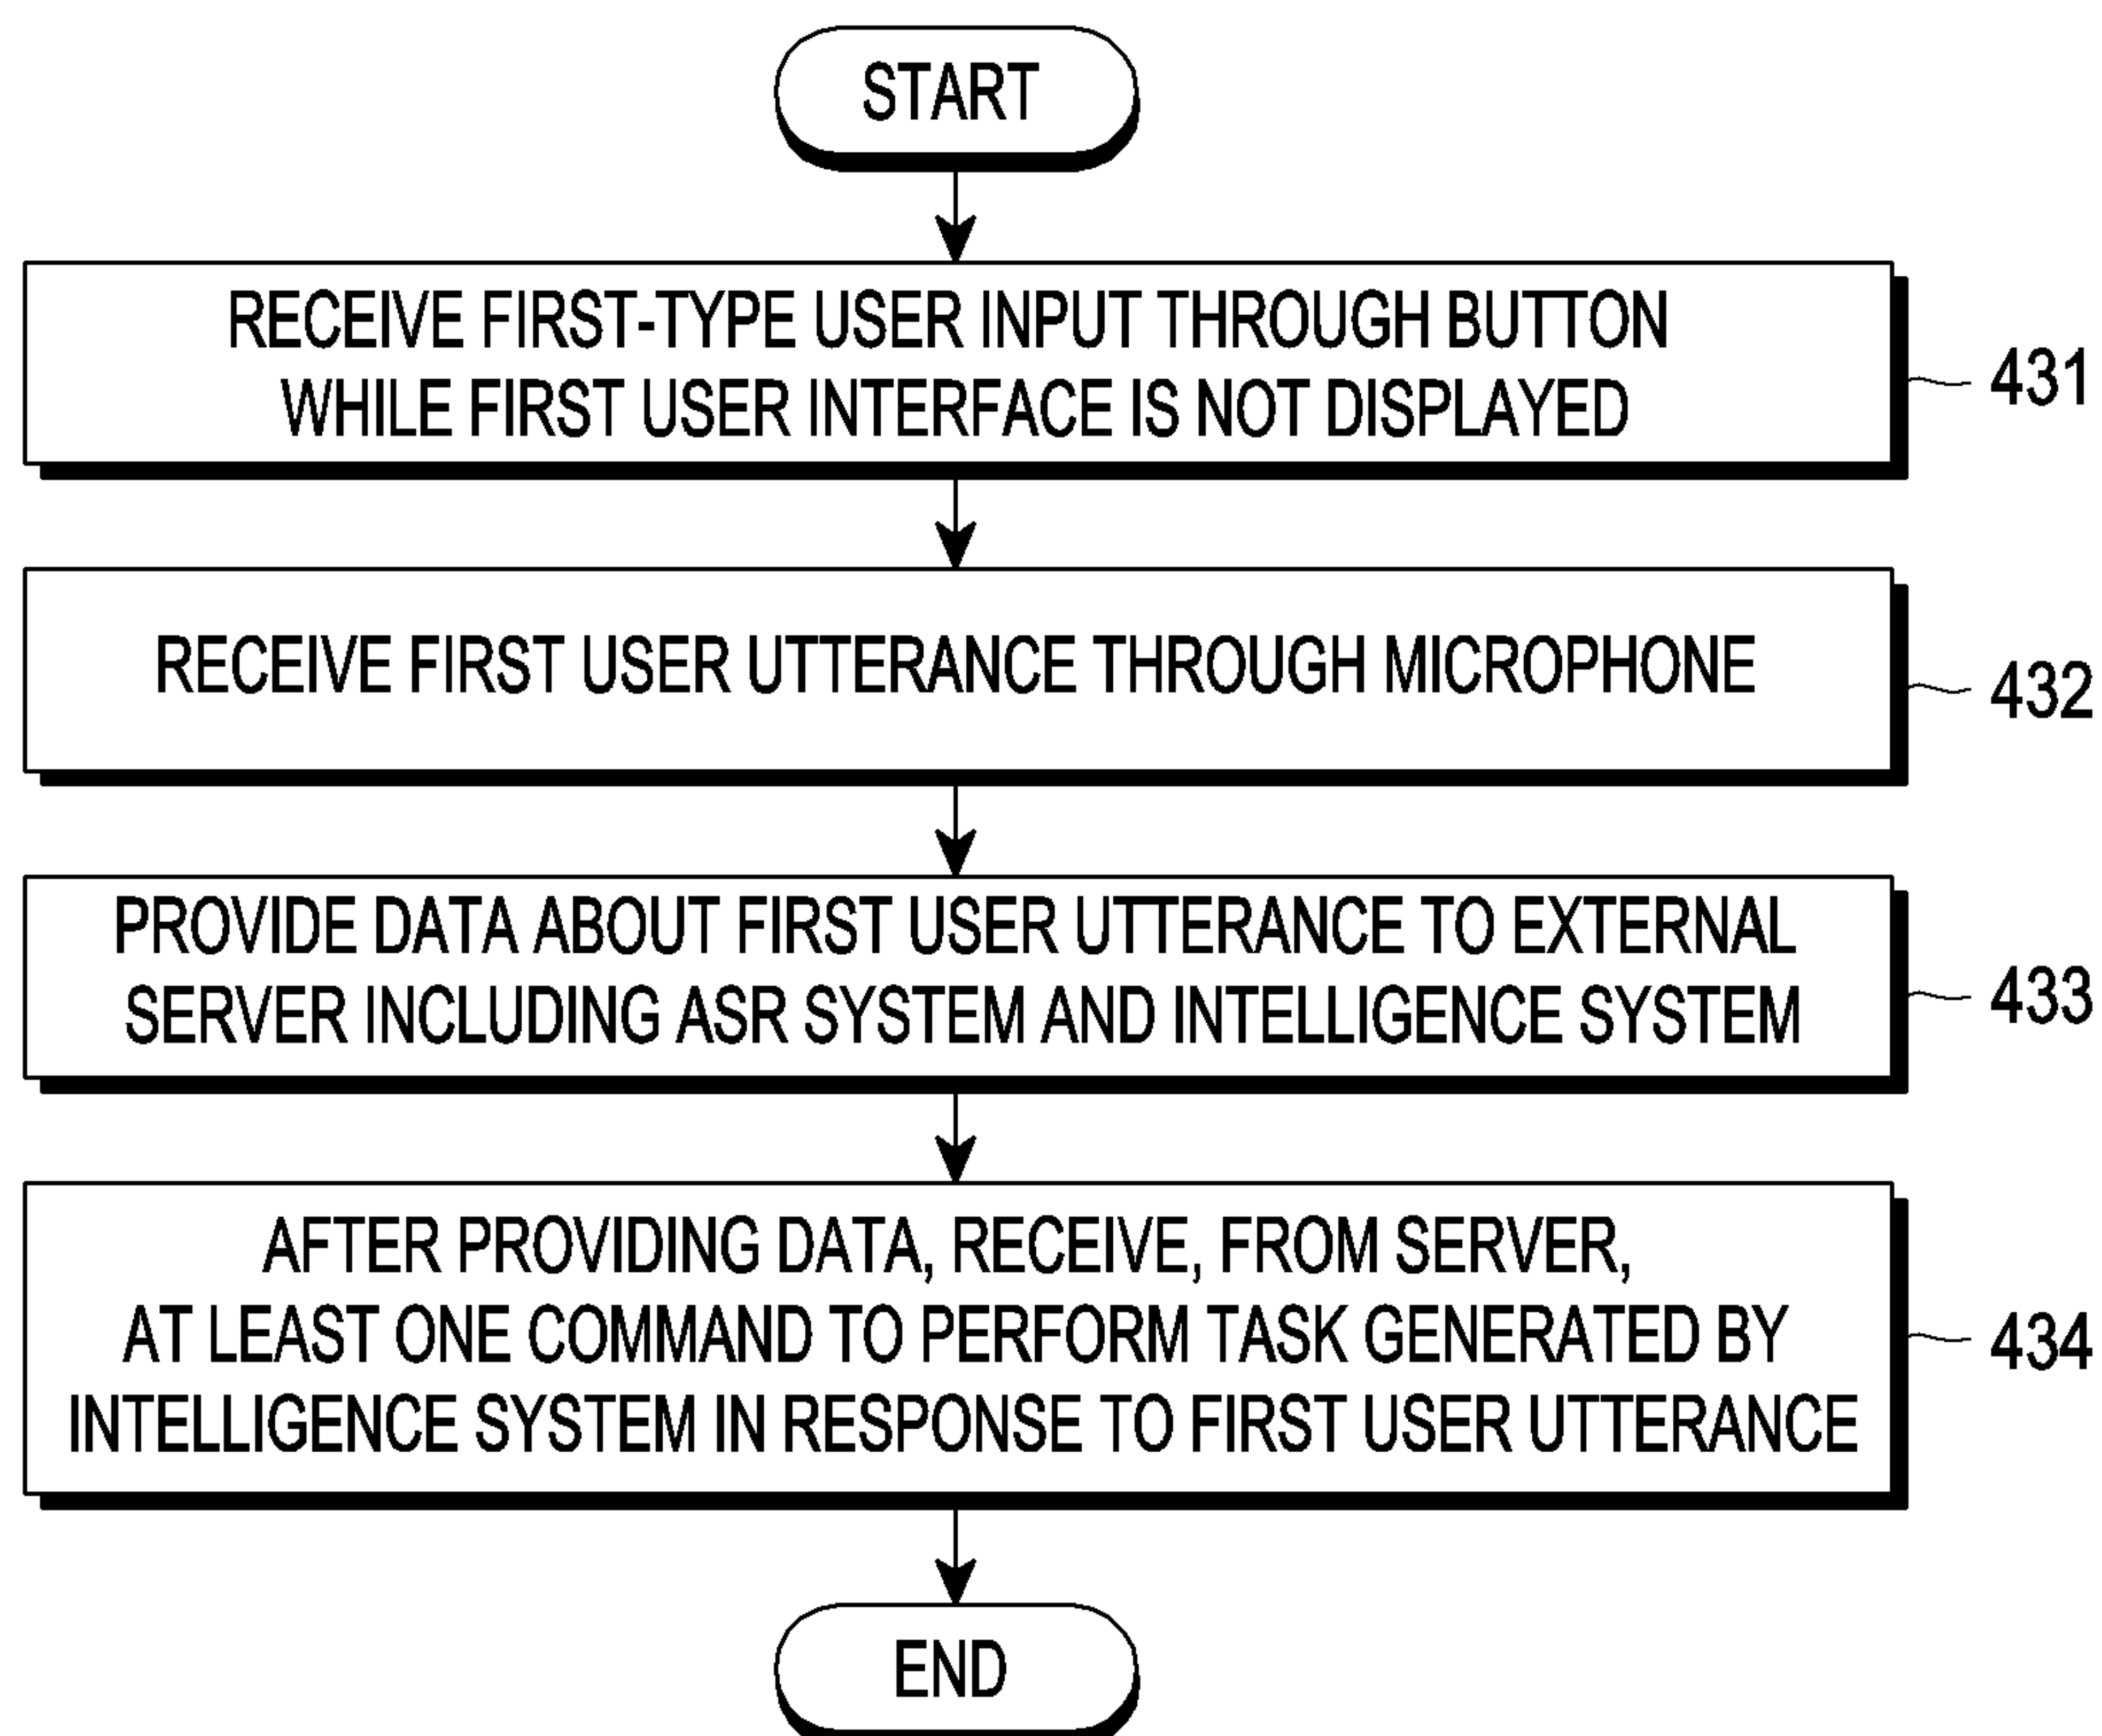 START
RECEIVE FIRST-TYPE USER INPUT THROUGH BUTTON
WHILE FIRST USER INTERFACE IS NOT DISPLAYED
431
RECEIVE FIRST USER UTTERANCE THROUGH MICROPHONE
432
PROVIDE DATA ABOUT FIRST USER UTTERANCE TO EXTERNAL
SERVER INCLUDING ASR SYSTEM AND INTELLIGENCE SYSTEM
433
AFTER PROVIDING DATA, RECEIVE, FROM SERVER,
AT LEAST ONE COMMAND TO PERFORM TASK GENERATED BY
INTELLIGENCE SYSTEM IN RESPONSE TO FIRST USER UTTERANCE
434
END